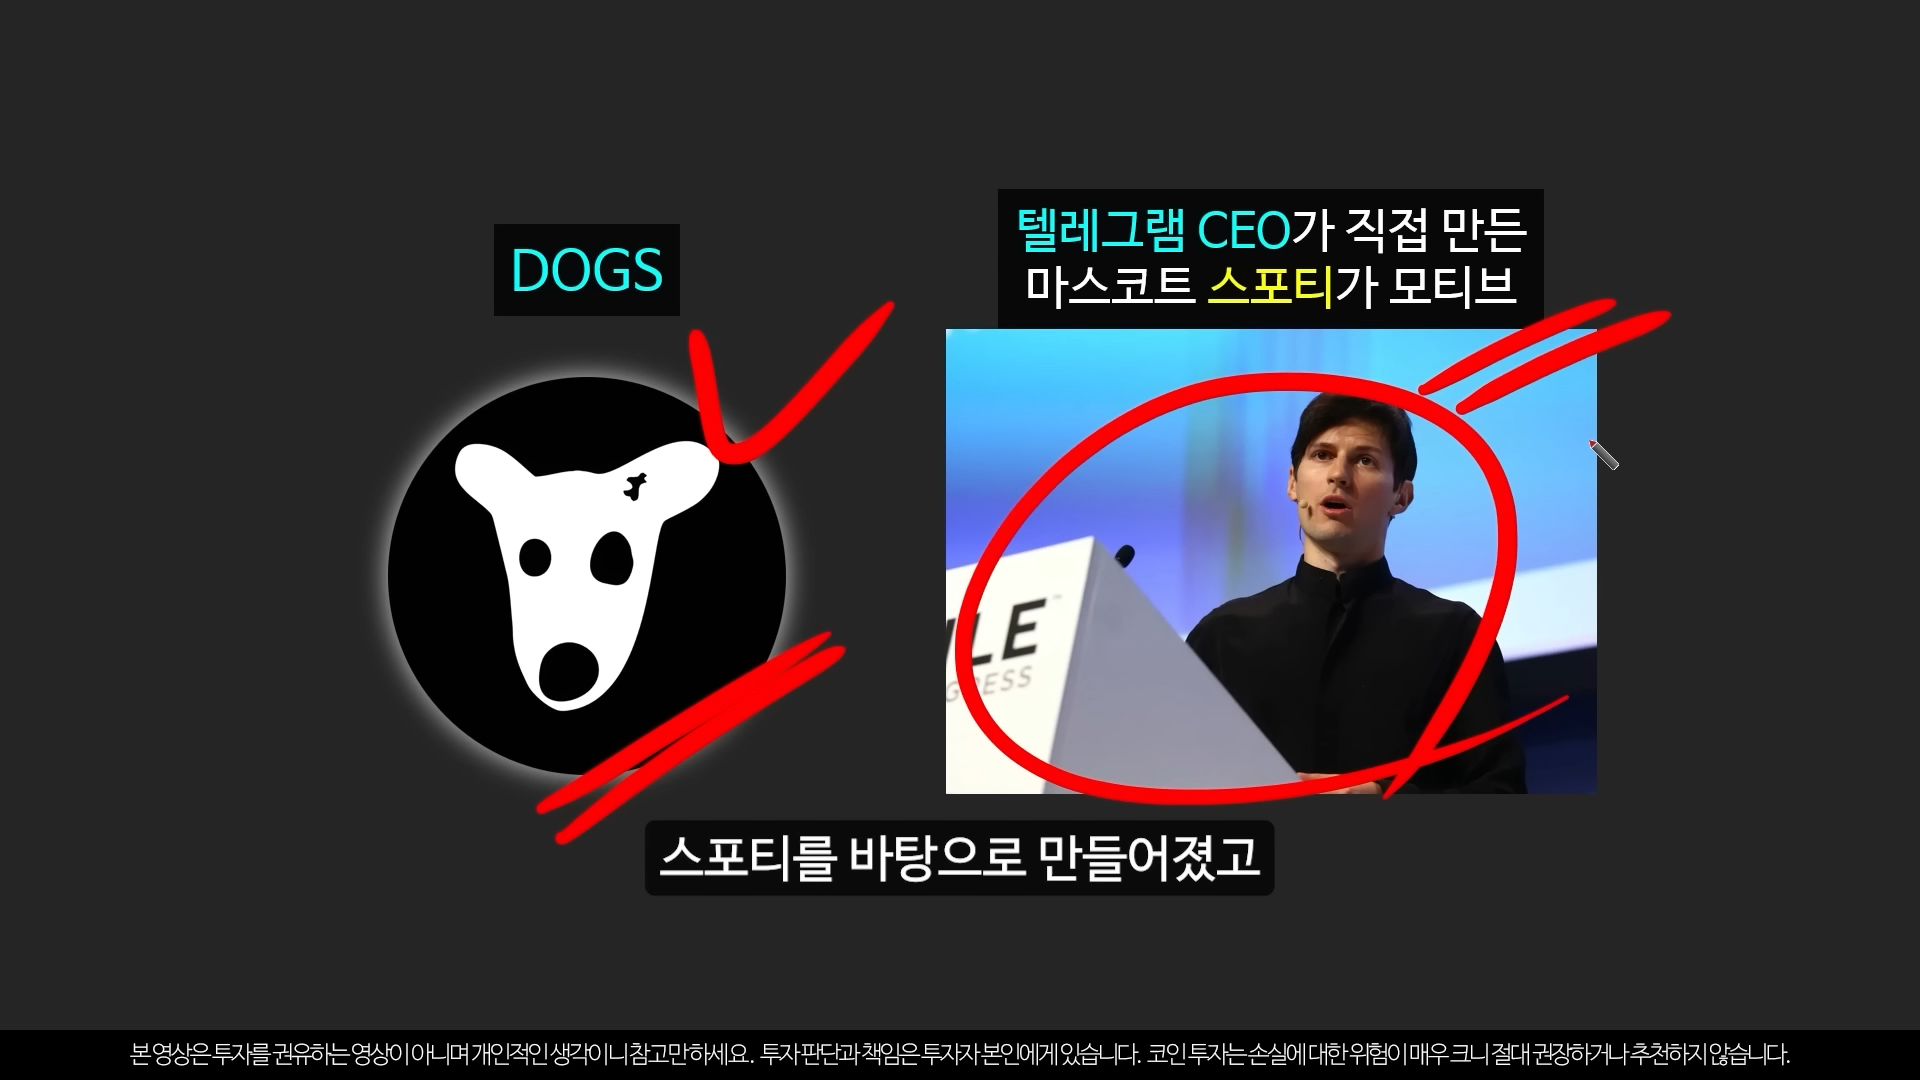 DOGS
텔레그램 CEO가 직접 만든
마스코트 스포티가 모티브
LE™
GRESS
스포티를 바탕으로 만들어졌고
본 영상은 투자를 권유하는 영상이 아니며 개인적인 생각이니 참고만 하세요. 투자 판단과 책임은 투자자 본인에게 있습니다. 코인 투자는 손실에 대한 위험이 매우 크니 절대 권장하거나 추천하지 않습니다.